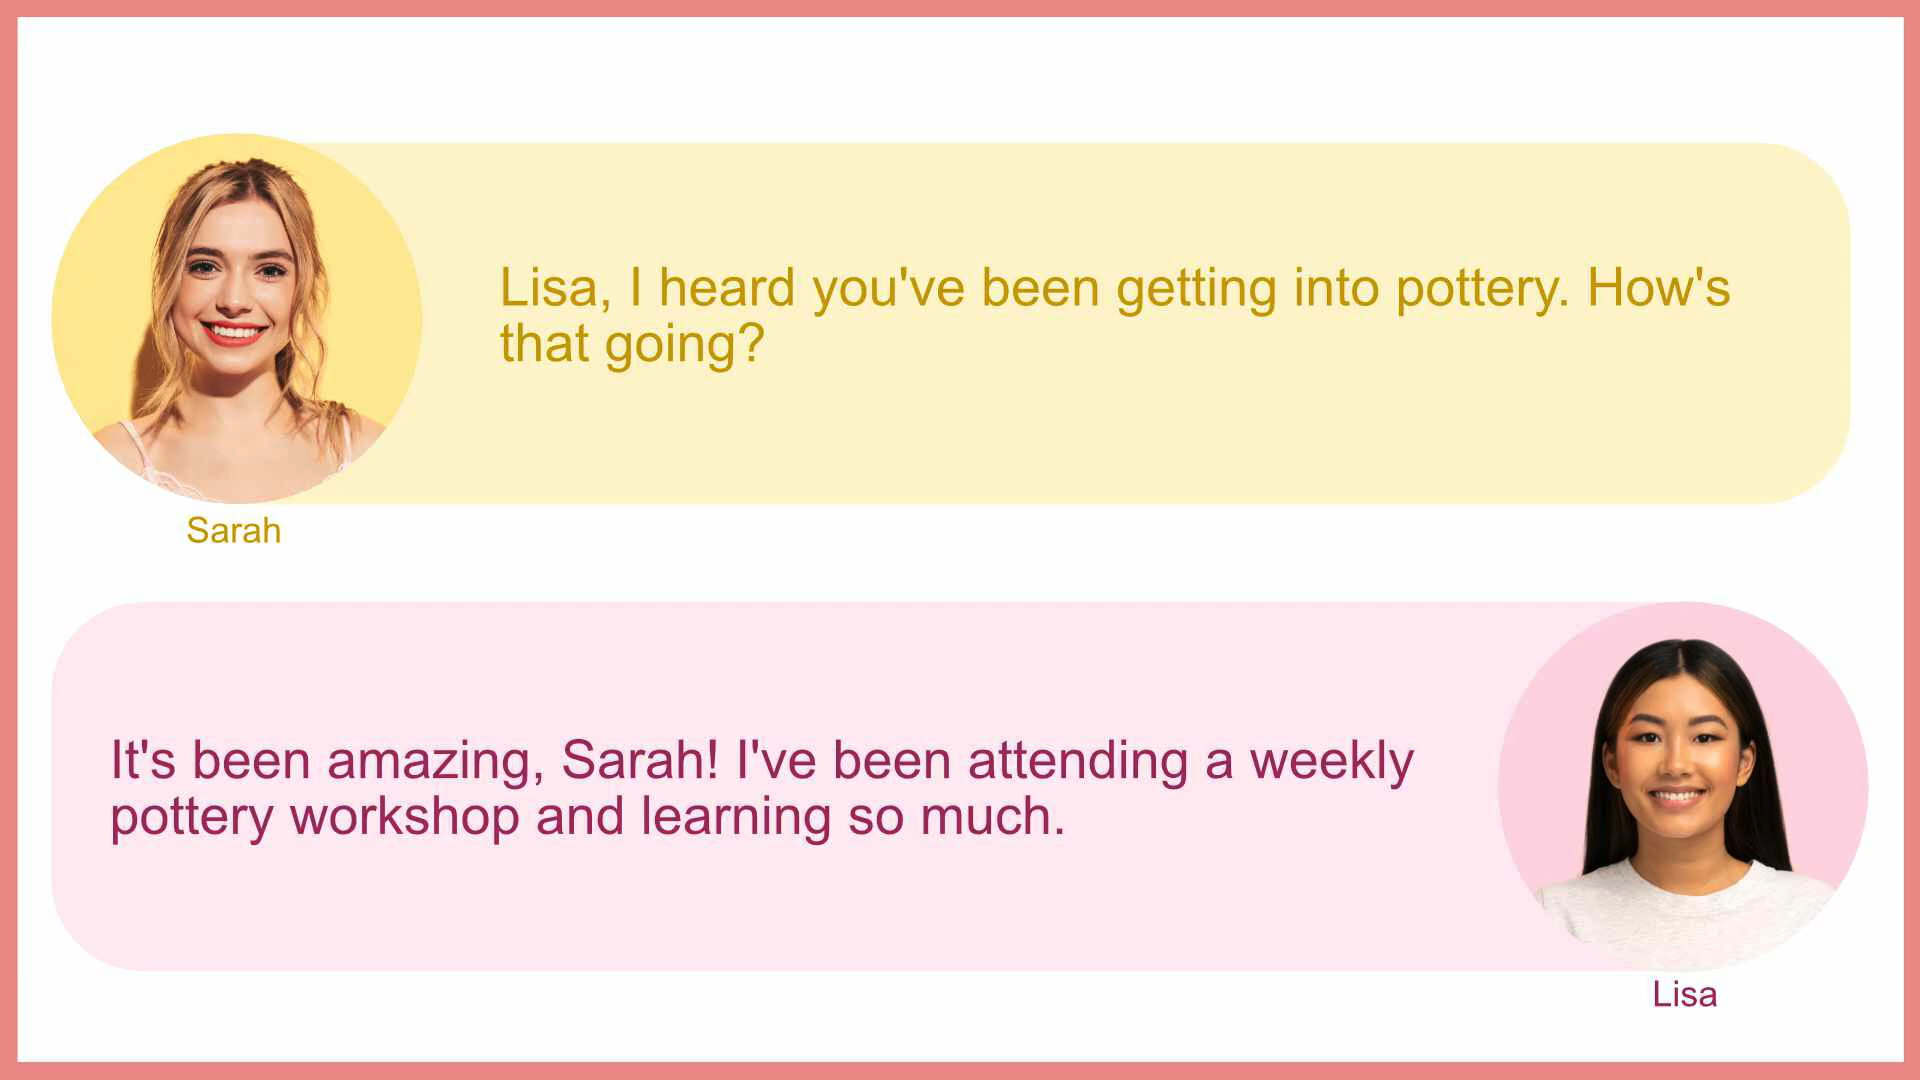 Lisa, I heard you've been getting into pottery. How's
that going?
Sarah
It's been amazing, Sarah! I've been attending a weekly
pottery workshop and learning so much.
Lisa